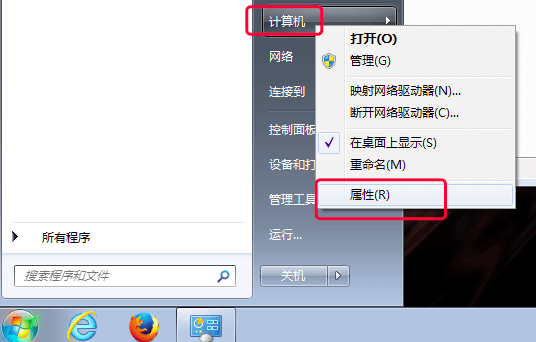 计算机
网络
连接到
控制面板
设备和打
管理工具
运行...
打开(O)
管理(G)
映射网络驱动器(N)...
断开网络驱动器(C)...
在桌面上显示(S)
重命名(M)
属性(R)
所有程序
搜索程序和文件
关机